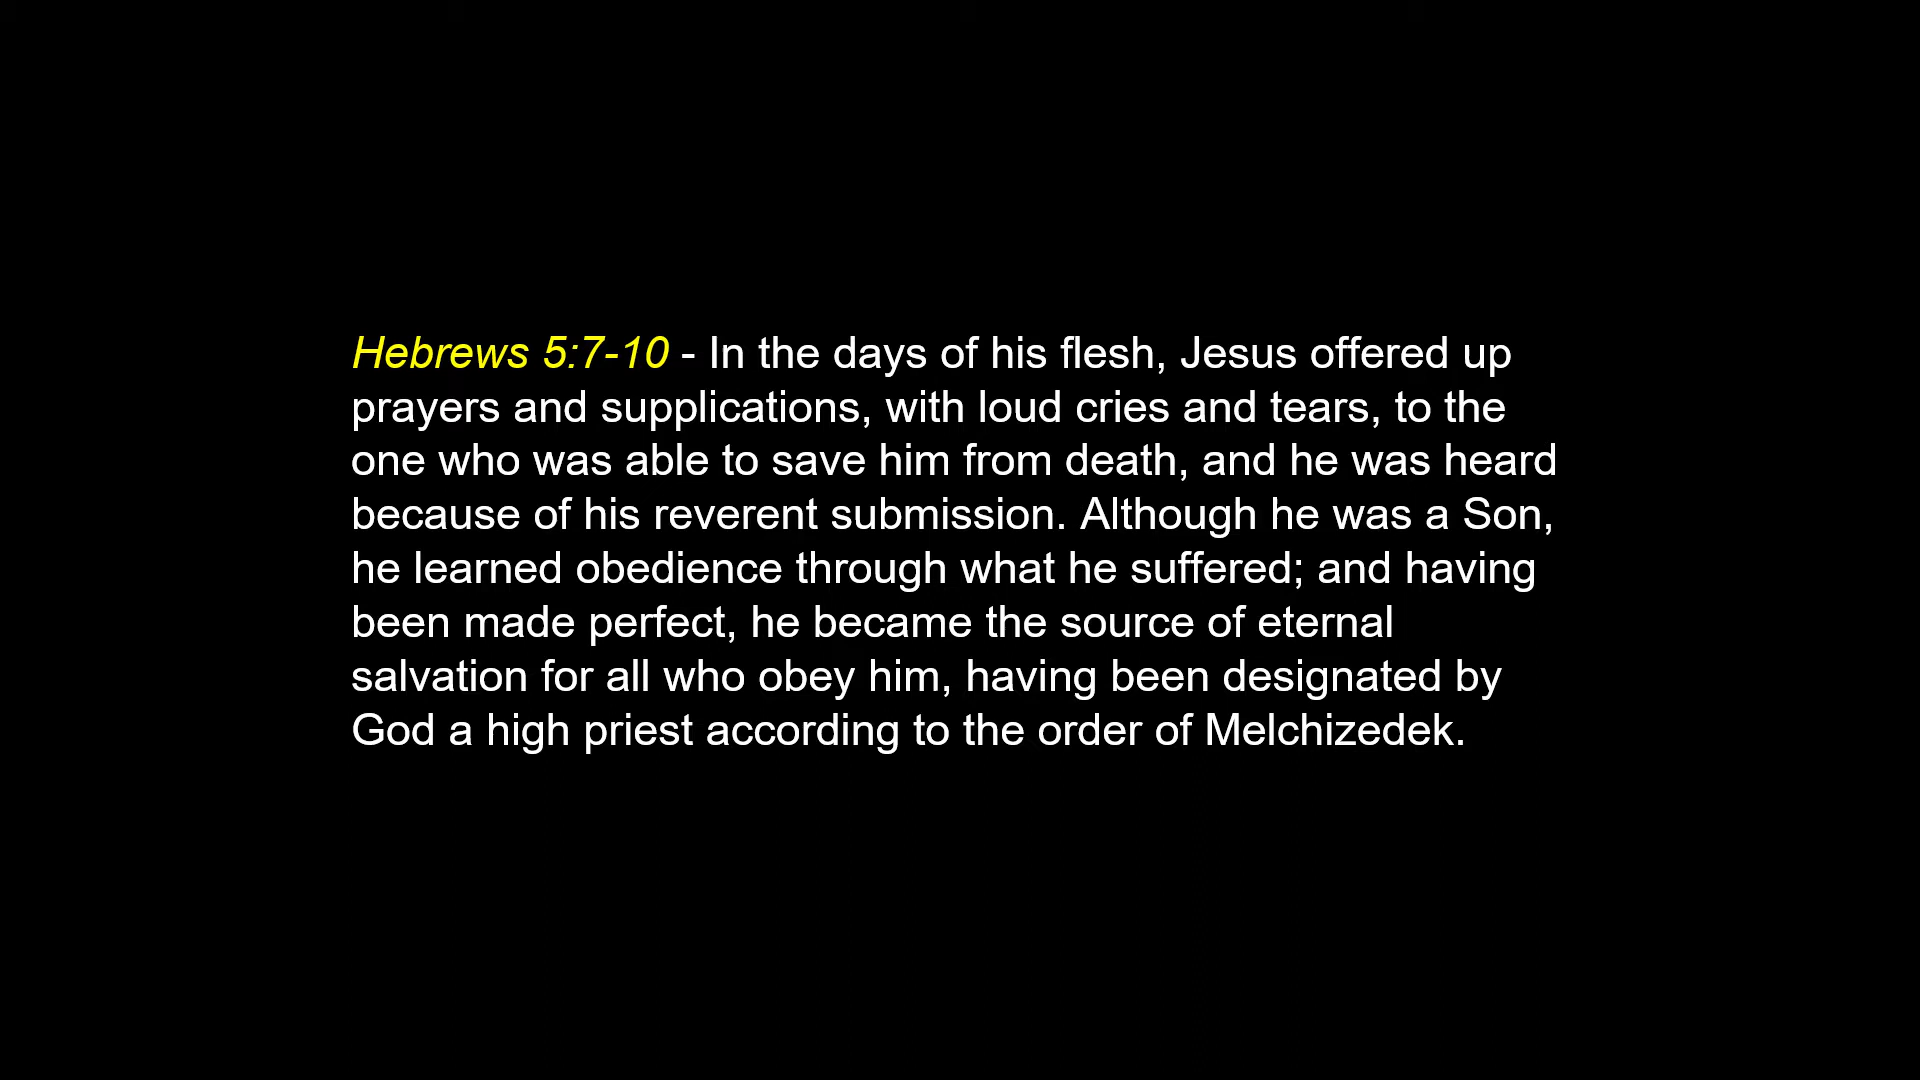 Hebrews 5:7-10 - In the days of his flesh, Jesus offered up
prayers and supplications, with loud cries and tears, to the
one who was able to save him from death, and he was heard
because of his reverent submission. Although he was a Son,
he learned obedience through what he suffered; and having
been made perfect, he became the source of eternal
salvation for all who obey him, having been designated by
God a high priest according to the order of Melchizedek.